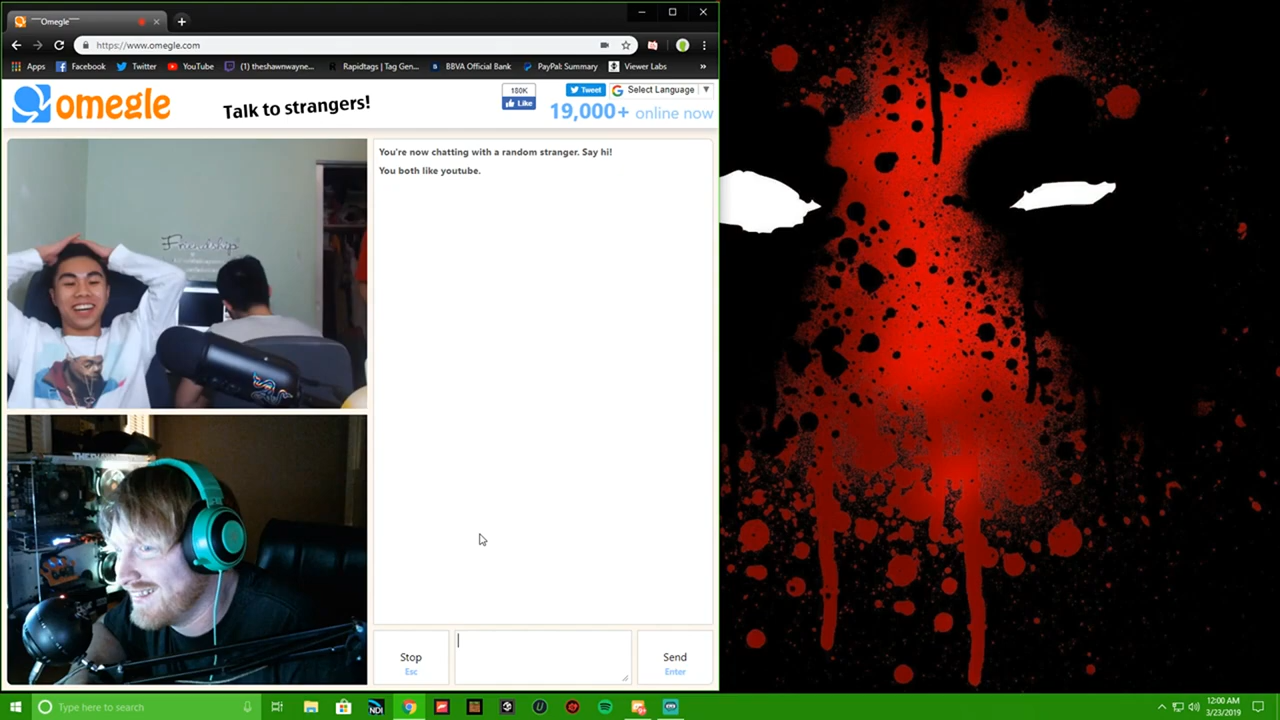 Omegle
https://www.omegle.com
Apps
Facebook
Twitter
YouTube
(1) theshawnwayne...
Rapidtags | Tag Gen...
BBVA Official Bank
PayPal: Summary
Viewer Labs
»
omegle
Talk to strangers!
180K
Like
Tweet
Select Language
19,000+ online now
You're now chatting with a random stranger. Say hi!
You both like youtube.
Friendship
Stop
Esc
Send
Enter
Type here to search
NDI
12:00 AM
3/23/2019